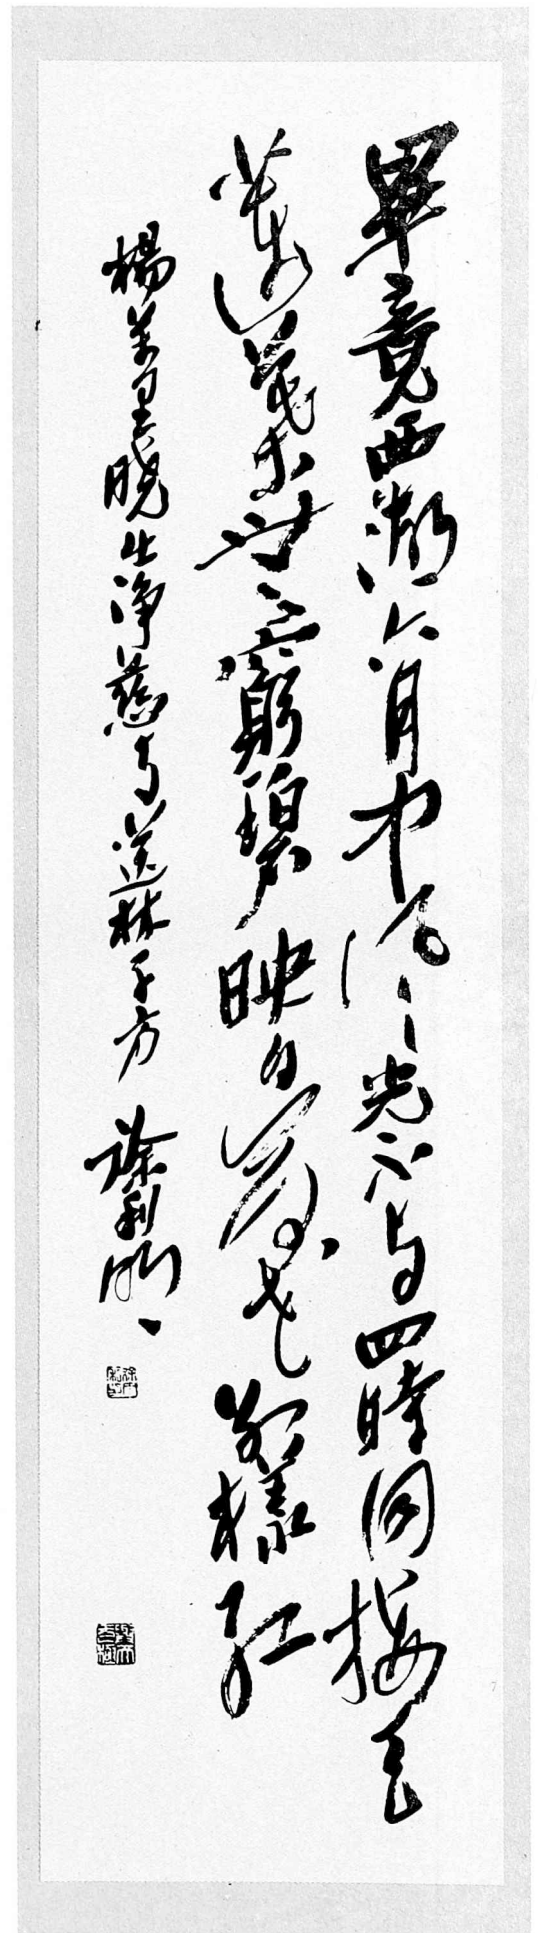 畢竟西湖六月中風光不与四時同接天
蓮葉無窮碧映日荷花別樣紅
楊萬里曉出淨慈寺送林子方 徐利明